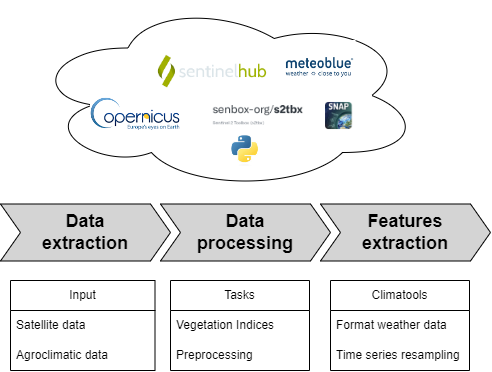 sentinelhub
meteoblue®
weather close to you
opernicus
Europe's eyes on Earth
senbox-org/s2tbx
Sentinel-2 Toolbox (s2tbx)
SNAP
Data extraction
Data processing
Features extraction
Input
Satellite data
Agroclimatic data
Tasks
Vegetation Indices
Preprocessing
Climatools
Format weather data
Time series resampling